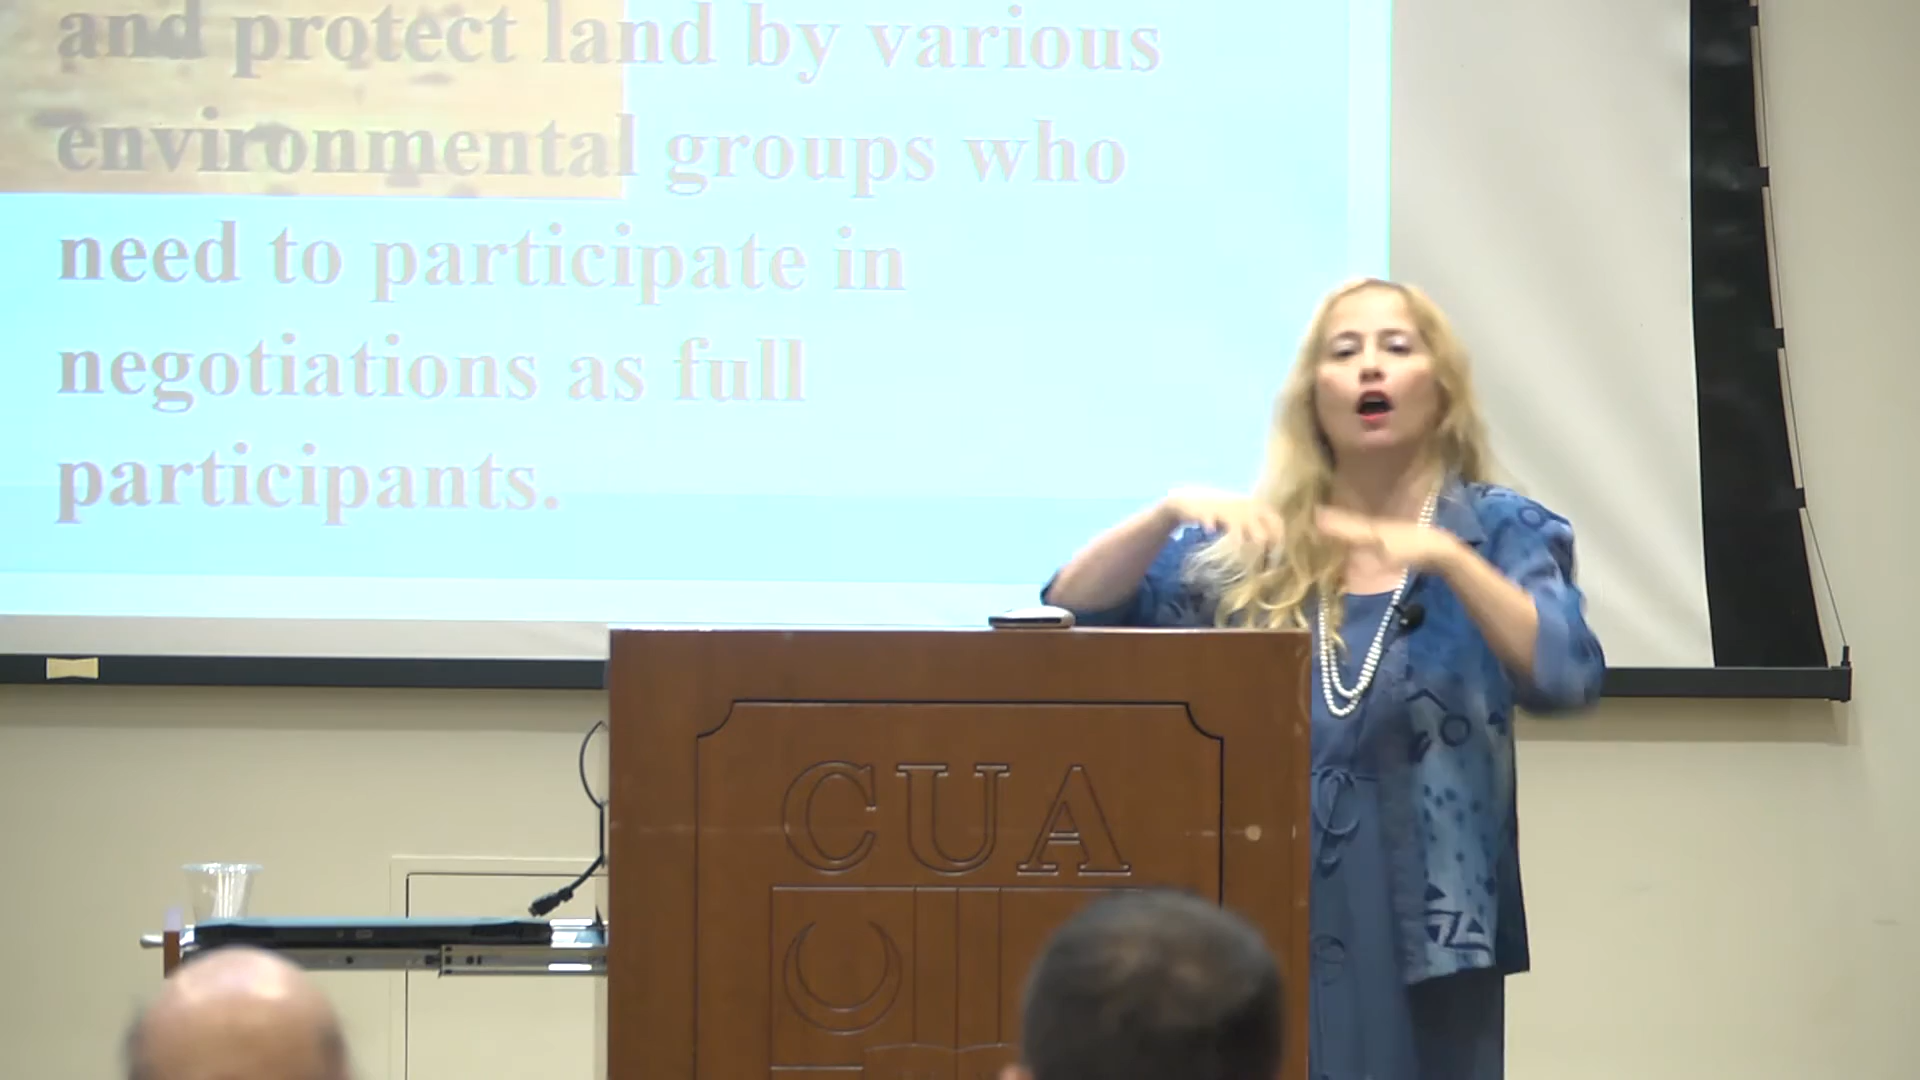 and protect land by various
environmental groups who
need to participate in
negotiations as full
participants.
CUA